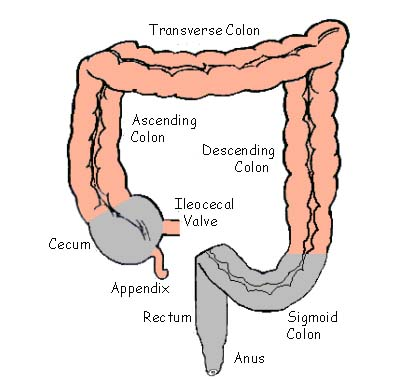 Transverse Colon
Ascending
Colon
Descending
Colon
Ileocecal
Valve
Cecum
Appendix
Rectum
Sigmoid
Colon
Anus